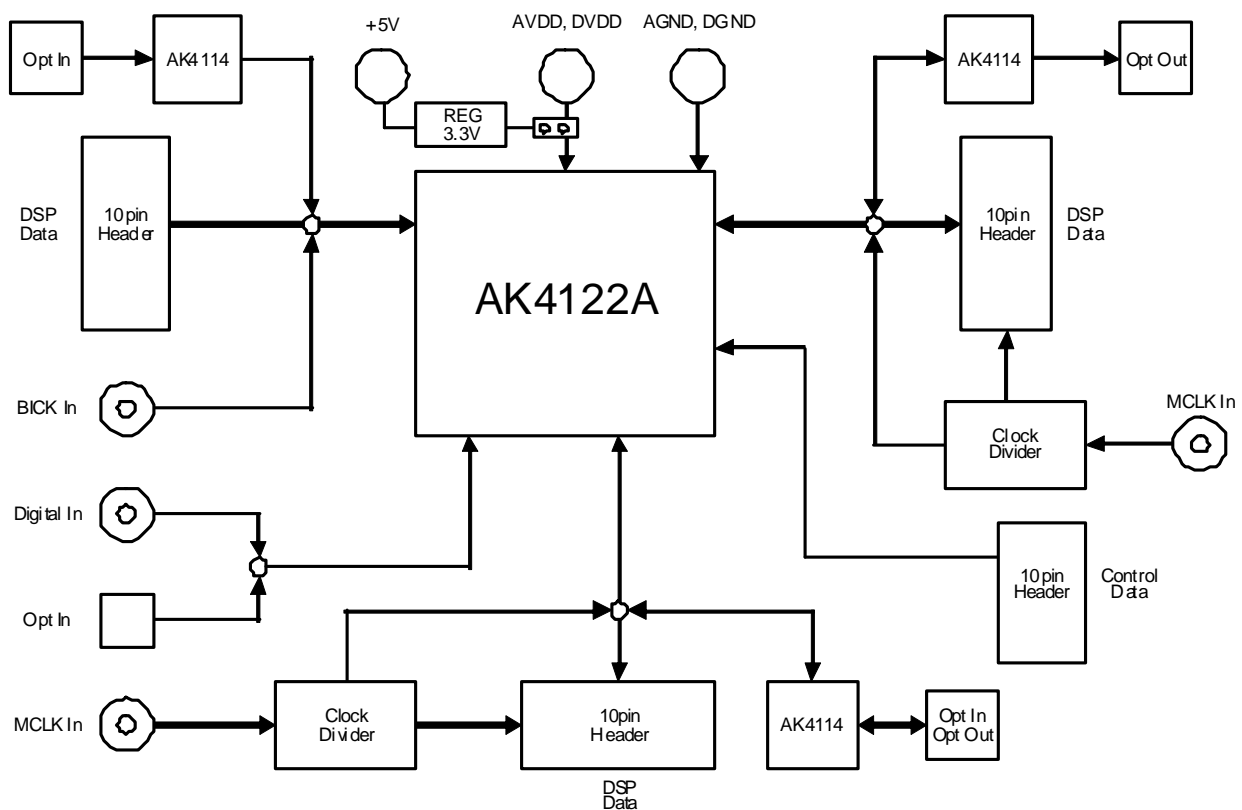 +5V
AVDD, DVDD
AGND, DGND
Opt In
AK4114
REG
3.3V
AK4114
Opt Out
DSP
Data
10pin
Header
AK4122A
10pin
Header
DSP
Data
BICK In
MCLK In
Clock
Divider
Digital In
10pin
Header
Control
Data
Opt In
MCLK In
Clock
Divider
10pin
Header
AK4114
Opt In
Opt Out
DSP
Data